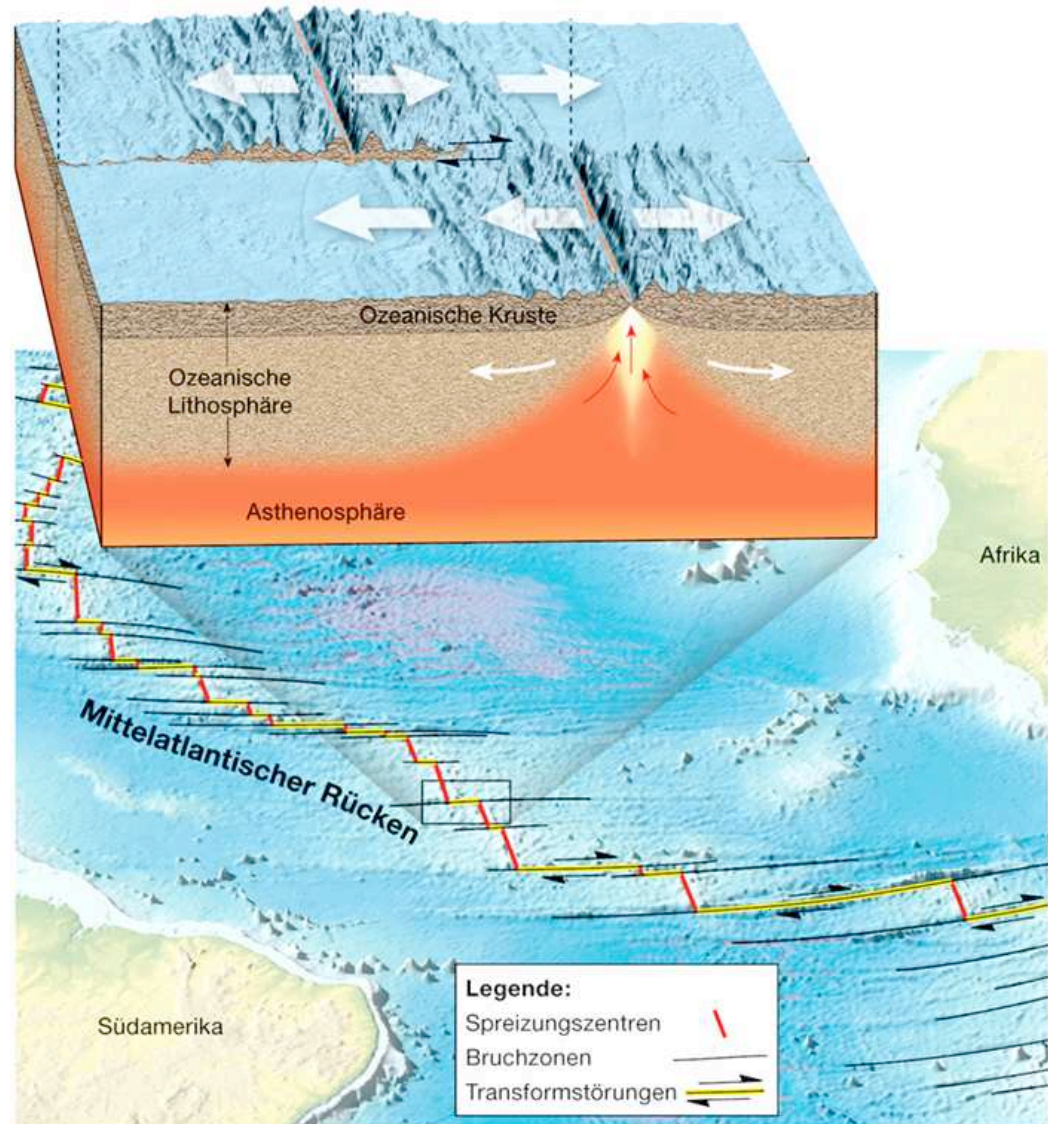 Ozeanische Kruste
Ozeanische
Lithosphäre
Asthenosphäre
Afrika
Mittelatlantischer Rücken
Südamerika
Legende:
Spreizungszentren
Bruchzonen
Transformstörungen